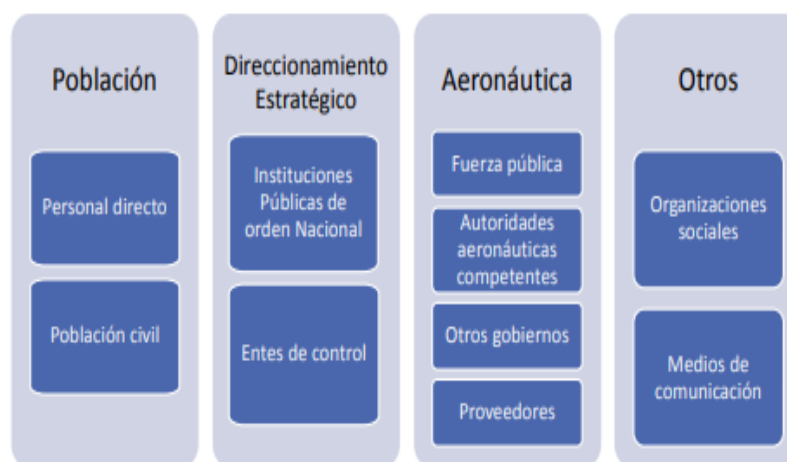 Población
Personal directo
Población civil
Direccionamiento
Estratégico
Instituciones
Públicas de
orden Nacional
Entes de control
Aeronáutica
Fuerza pública
Autoridades
aeronáuticas
competentes
Otros gobiernos
Proveedores
Otros
Organizaciones
sociales
Medios de
comunicación